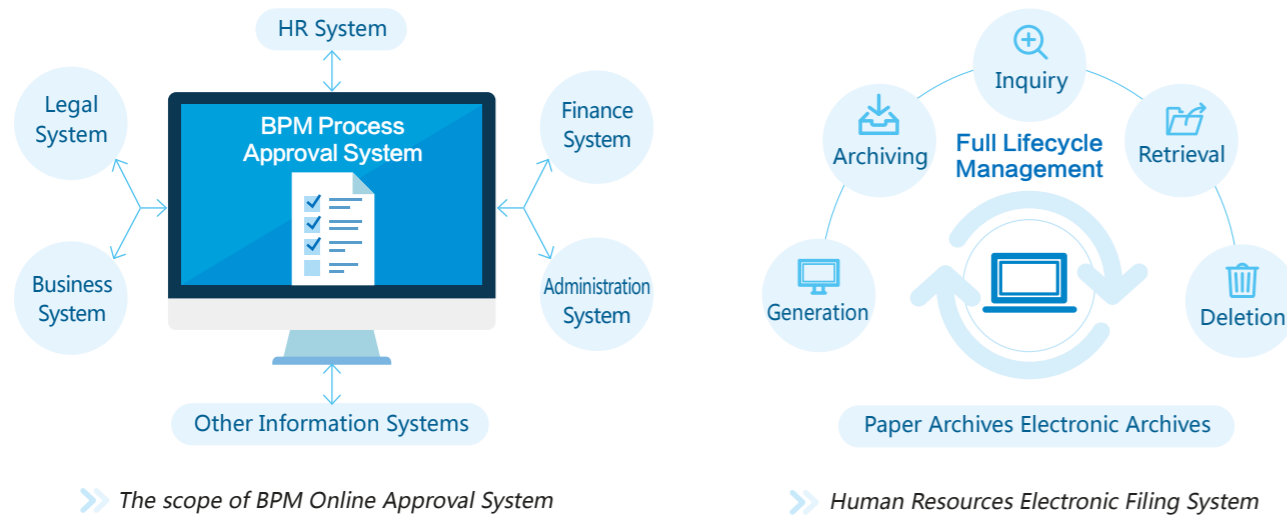 HR System
Legal
System
BPM Process
Approval System
Finance
System
Business
System
Administration
System
Other Information Systems
The scope of BPM Online Approval System
Inquiry
Archiving
Full Lifecycle
Management
Retrieval
Generation
Deletion
Paper Archives Electronic Archives
Human Resources Electronic Filing System